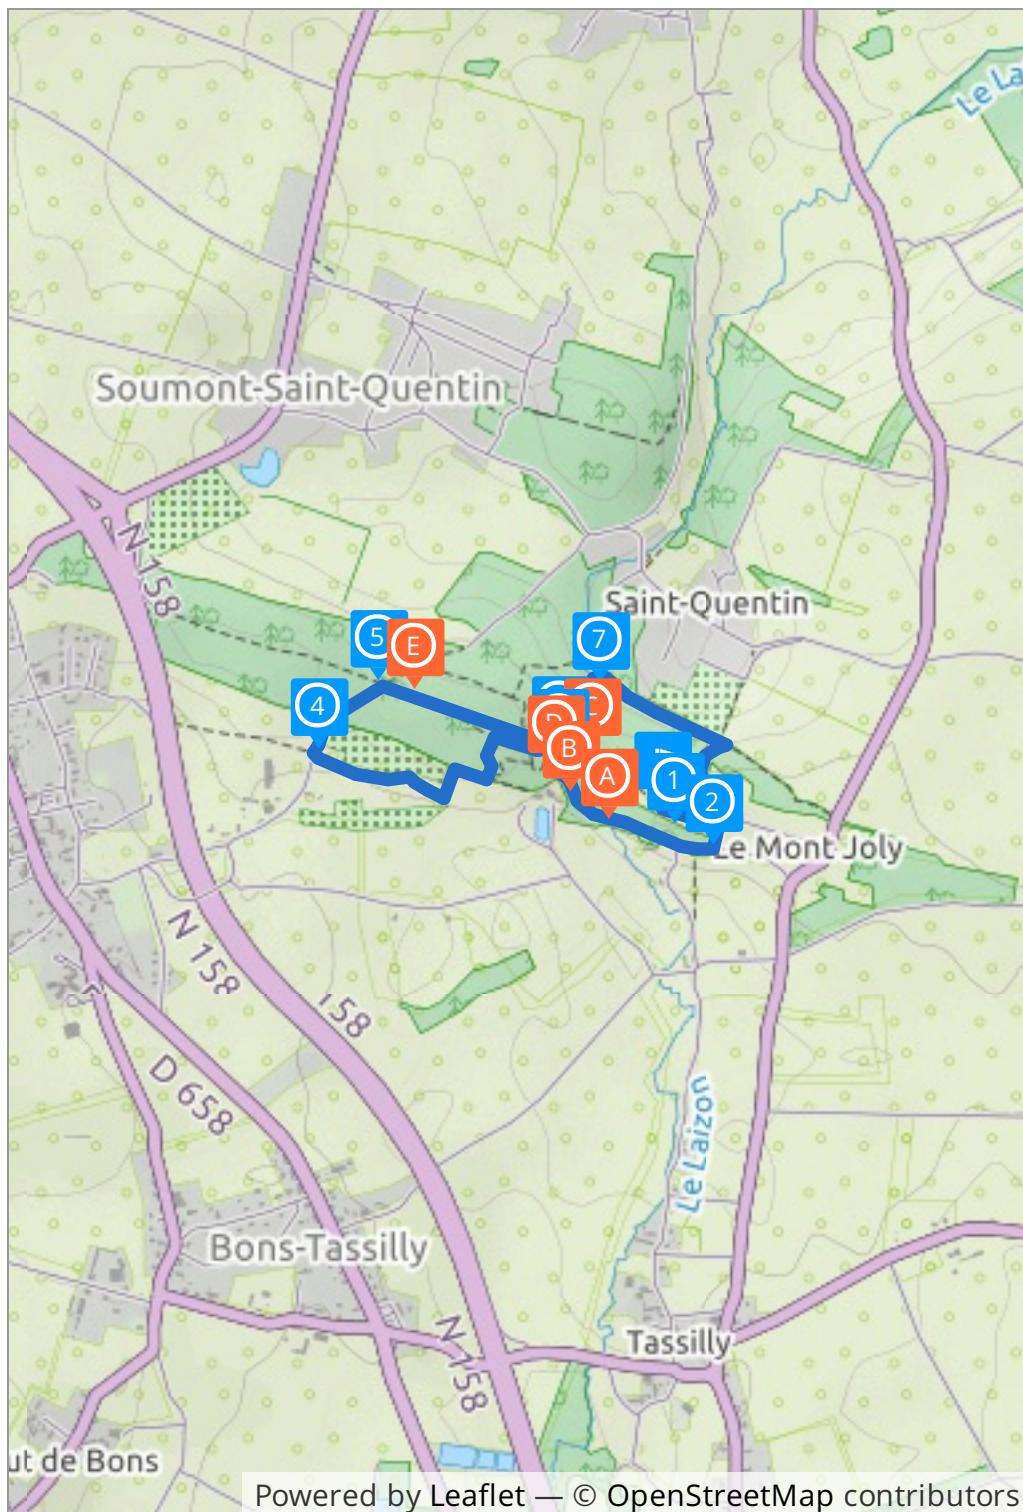 Le La
Soumont-Saint-Quentin
N 158
Saint-Quentin
5
E
7
4
C
D
B
A
1
2
Le Mont Joly
N 158
158
D 658
Le Laizon
Bons-Tassilly
N 158
Tassilly
ut de Bons
Powered by Leaflet — © OpenStreetMap contributors